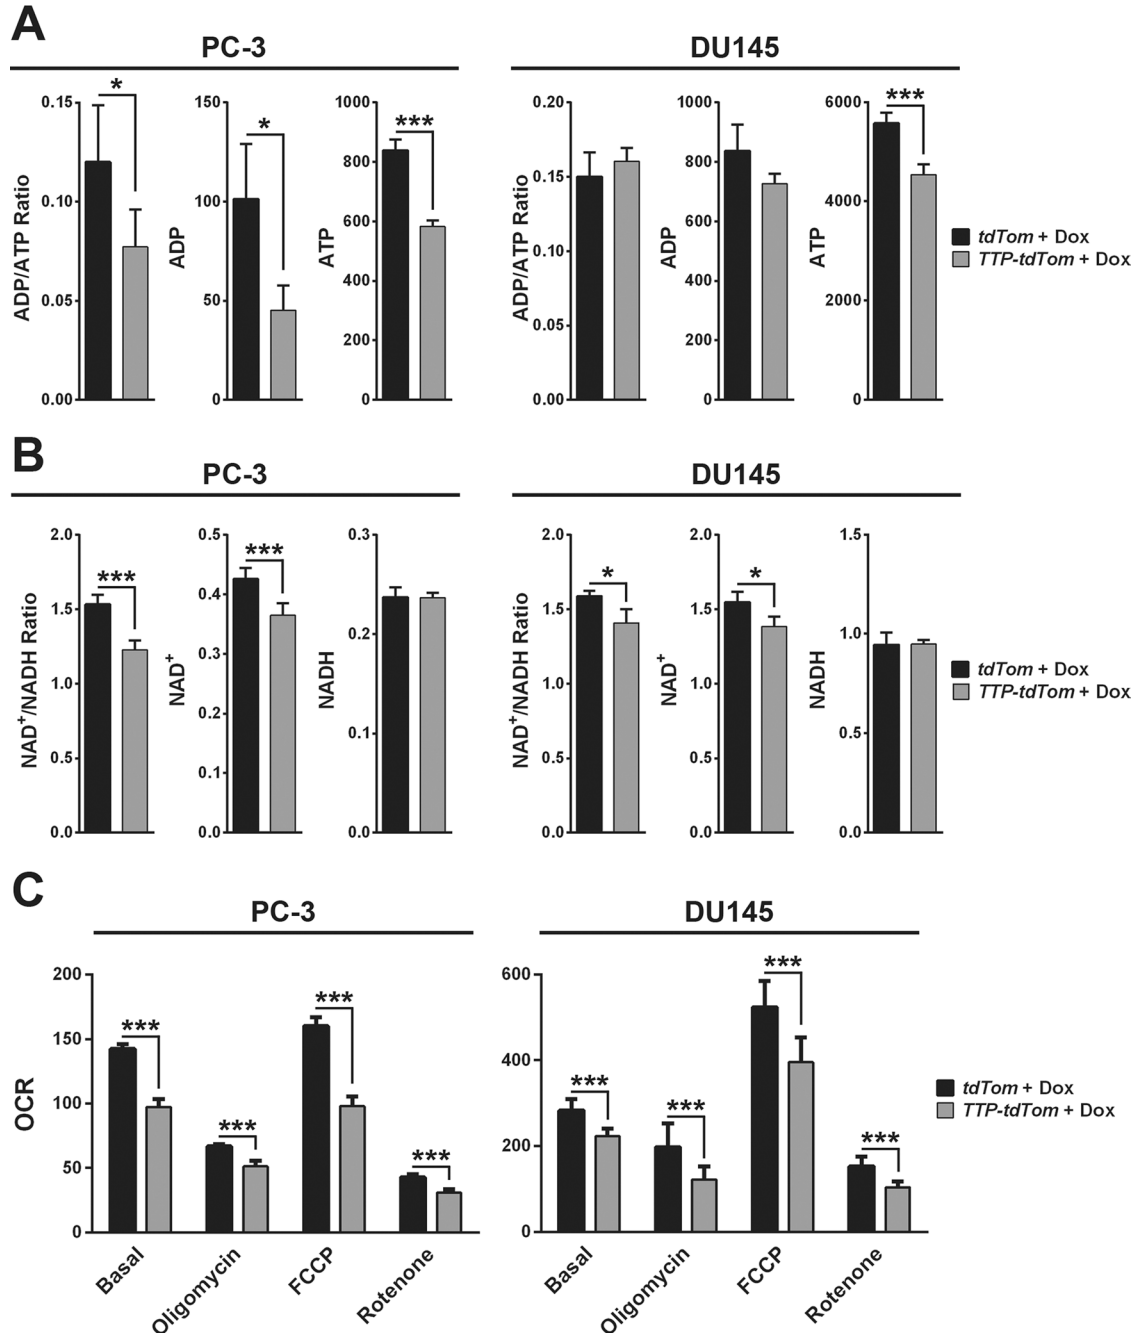 A
PC-3
DU145
0.15
0.10
0.05
0.00
ADP/ATP Ratio
*
150
100
50
0
ADP
*
1000
800
600
400
200
0
ATP
***
0.20
0.15
0.10
0.05
0.00
ADP/ATP Ratio
1000
800
600
400
200
0
ADP
6000
4000
2000
0
ATP
***
tdTom + Dox
TTP-tdTom + Dox
B
PC-3
DU145
2.0
1.5
1.0
0.5
0.0
NAD+/NADH Ratio
***
0.5
0.4
0.3
0.2
0.1
0.0
NAD+
***
0.3
0.2
0.1
0.0
NADH
2.0
1.5
1.0
0.5
0.0
NAD+/NADH Ratio
*
2.0
1.5
1.0
0.5
0.0
NAD+
*
1.5
1.0
0.5
0.0
NADH
tdTom + Dox
TTP-tdTom + Dox
C
PC-3
DU145
200
150
100
50
0
OCR
***
***
***
***
Basal
Oligomycin
FCCP
Rotenone
600
400
200
0
***
***
***
***
Basal
Oligomycin
FCCP
Rotenone
tdTom + Dox
TTP-tdTom + Dox